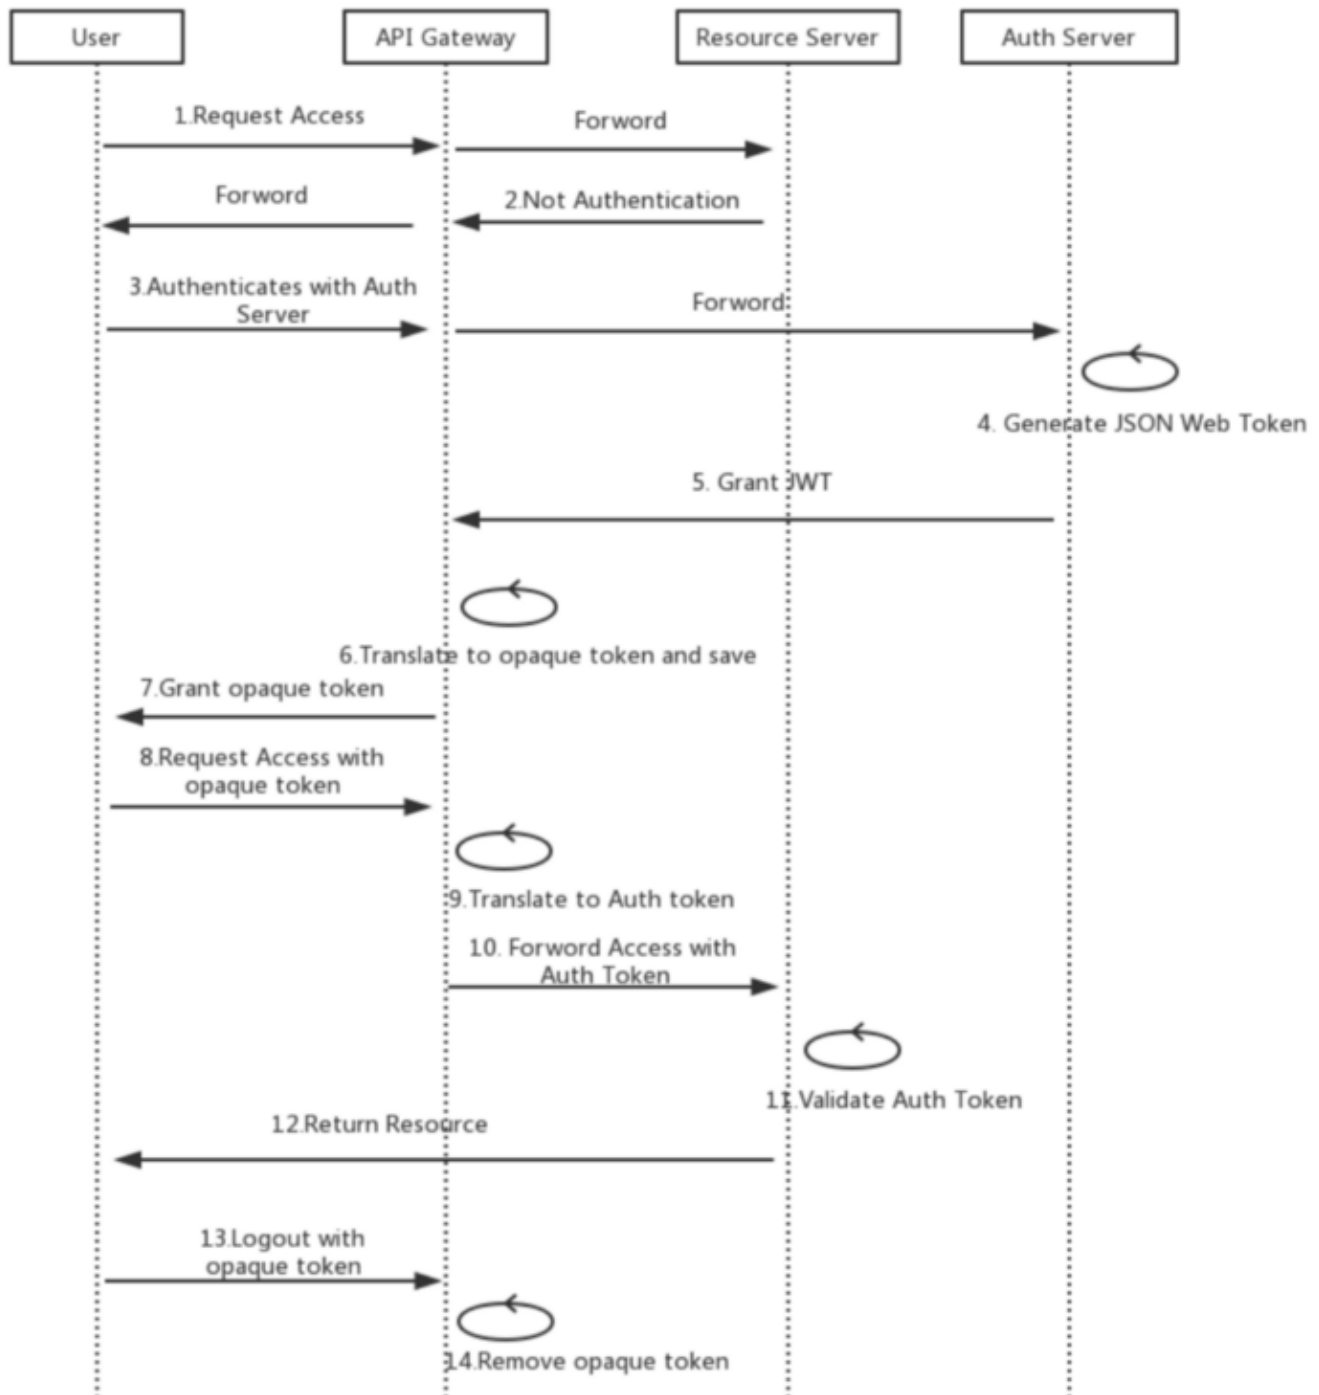 User
API Gateway
Resource Server
Auth Server
1.Request Access
Forword
Forword
2.Not Authentication
3.Authenticates with Auth
Server
Forword
4. Generate JSON Web Token
5. Grant JWT
6.Translate to opaque token and save
7.Grant opaque token
8.Request Access with
opaque token
9.Translate to Auth token
10. Forword Access with
Auth Token
11.Validate Auth Token
12.Return Resource
13.Logout with
opaque token
14.Remove opaque token